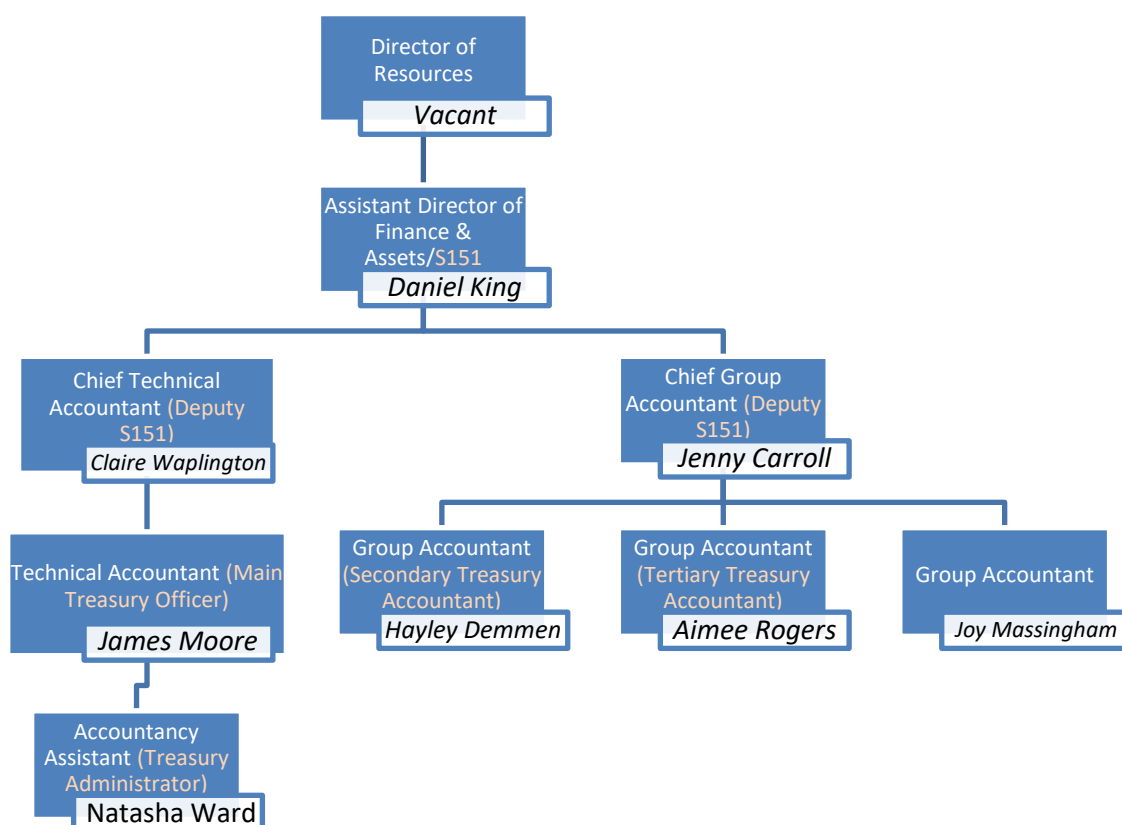 Director of
Resources
Vacant
Assistant Director of
Finance &
Assets/S151
Daniel King
Chief Technical
Accountant (Deputy
S151)
Claire Waplington
Chief Group
Accountant (Deputy
S151)
Jenny Carroll
Technical Accountant (Main
Treasury Officer)
James Moore
Group Accountant
(Secondary Treasury
Accountant)
Hayley Demmen
Group Accountant
(Tertiary Treasury
Accountant)
Aimee Rogers
Group Accountant
Joy Massingham
Accountancy
Assistant (Treasury
Administrator)
Natasha Ward